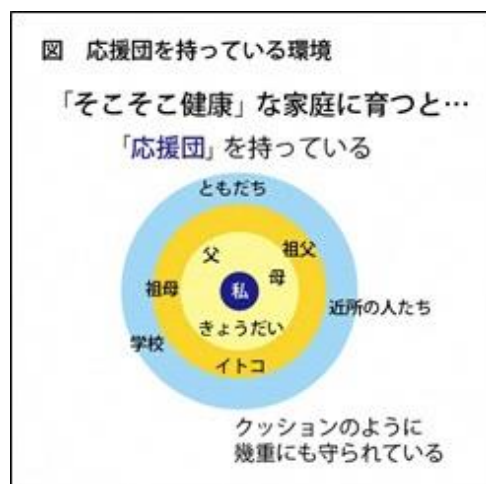 図 応援団を持っている環境
「そこそこ健康」な家庭に育つと…
「応援団」を持っている
ともだち
父
祖父
母
祖母
私
近所の人たち
きょうだい
学校
イトコ
クッションのように
幾重にも守られている